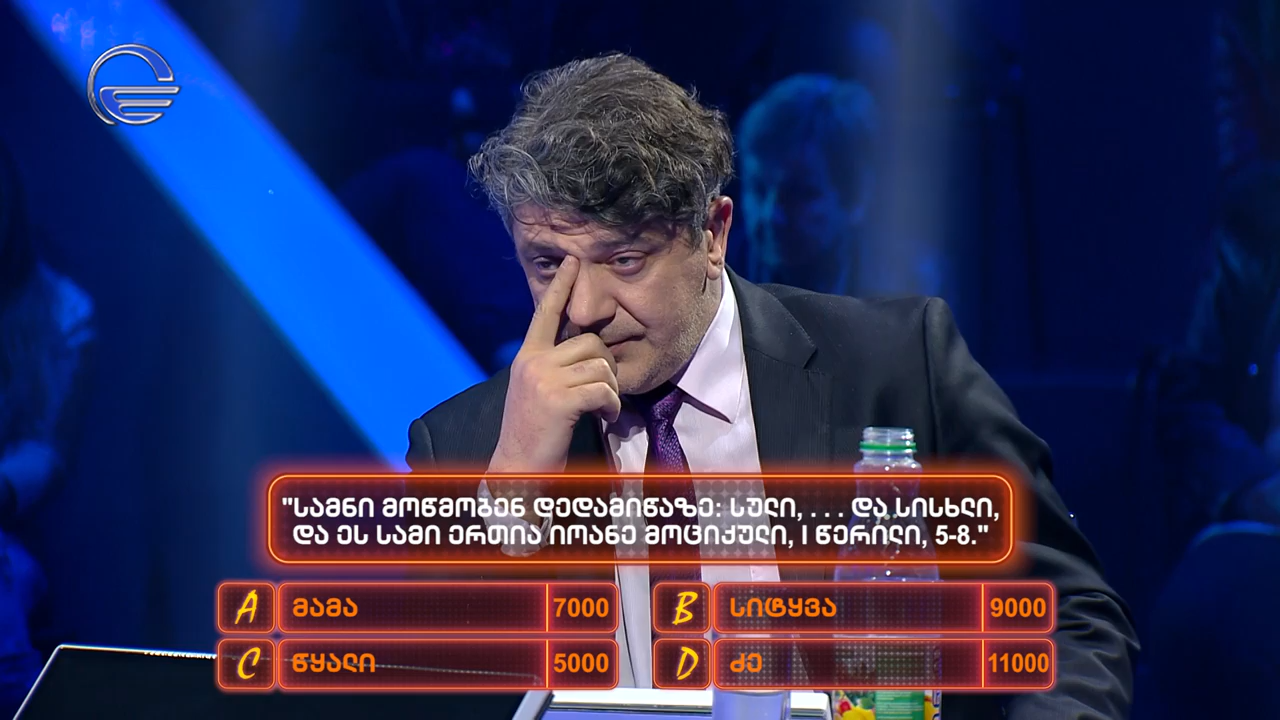 "ᲡᲐᲛᲜᲘ ᲛᲝᲬᲛᲝᲑᲔᲜ ᲓᲔᲓᲐᲛᲘᲬᲐᲖᲔ: ᲡᲣᲚᲘ, . . . ᲓᲐ ᲡᲘᲡᲮᲚᲘ,
ᲓᲐ ᲔᲡ ᲡᲐᲛᲘ ᲔᲠᲗᲘᲐ ᲘᲝᲐᲜᲔ ᲛᲝᲪᲘᲥᲣᲚᲘ, I ᲬᲔᲠᲘᲚᲘ, 5-8."
A ᲛᲐᲛᲐ 7000
B ᲡᲘᲢᲧᲕᲐ 9000
C ᲬᲧᲐᲚᲘ 5000
D ᲫᲔ 11000